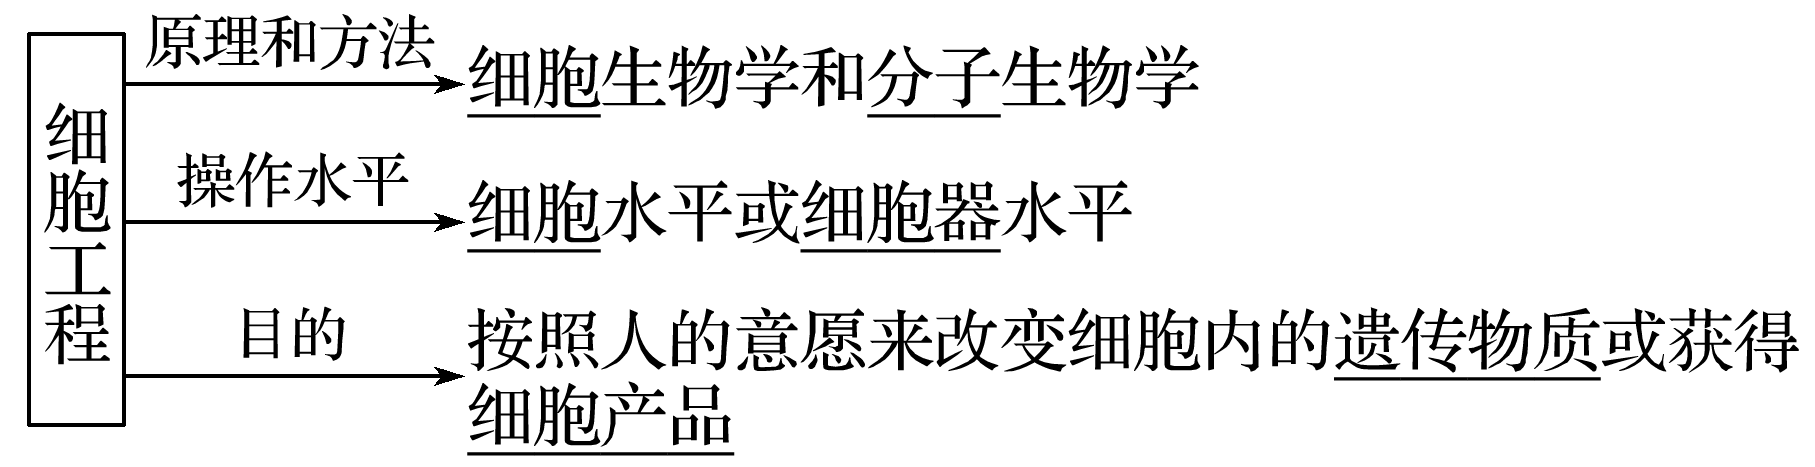 细胞工程
原理和方法
细胞生物学和分子生物学
操作水平
细胞水平或细胞器水平
目的
按照人的意愿来改变细胞内的遗传物质或获得
细胞产品